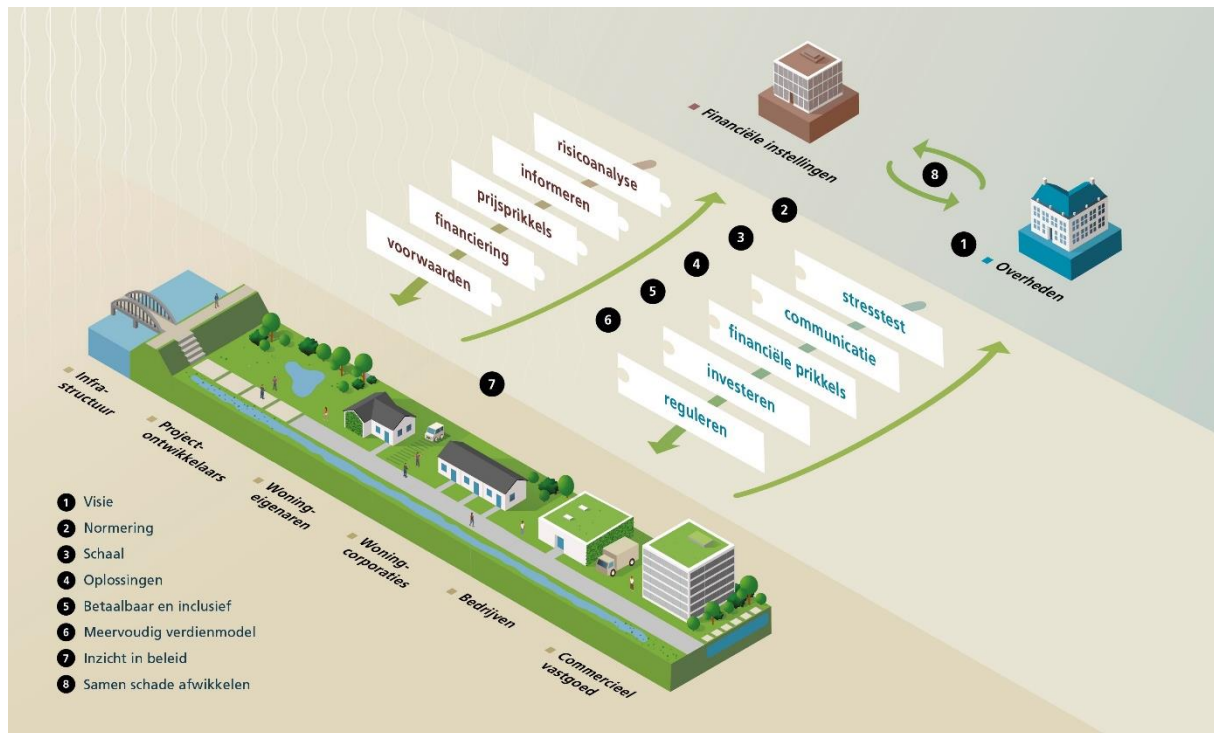 Financiële instellingen
8
1
Overheden
risicoanalyse
informeren
prijsprikkels
financiering
voorwaarden
2
3
4
5
6
7
stresstest
communicatie
financiële prikkels
investeren
reguleren
Infra-
structuur
Project-
ontwikkelaars
Woning-
eigenaren
Woning-
corporaties
Bedrijven
Commercieel
vastgoed
1 Visie
2 Normering
3 Schaal
4 Oplossingen
5 Betaalbaar en inclusief
6 Meervoudig verdienmodel
7 Inzicht in beleid
8 Samen schade afwikkelen